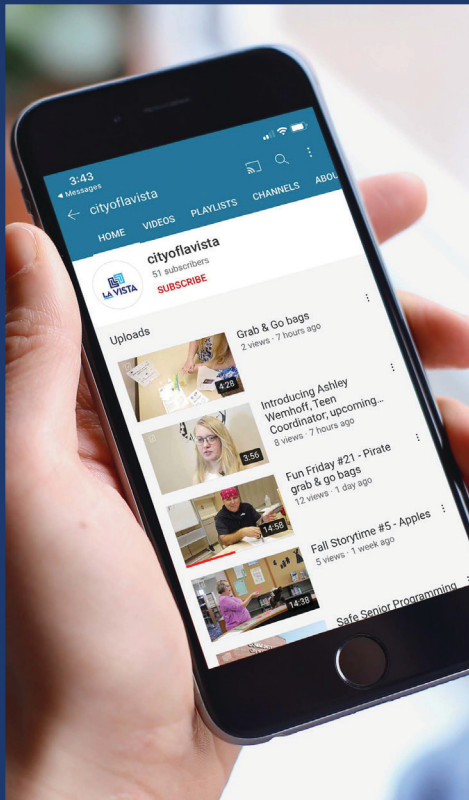 3:43
Messages
cityoflavista
HOME VIDEOS PLAYLISTS CHANNELS ABOU
LA VISTA
cityoflavista
51 subscribers
SUBSCRIBE
Uploads
4:28
Grab & Go bags
2 views · 7 hours ago
3:56
Introducing Ashley
Wemhoff, Teen
Coordinator, upcoming...
8 views · 7 hours ago
14:58
Fun Friday #21 - Pirate
grab & go bags
12 views · 1 day ago
14:38
Fall Storytime #5 - Apples
5 views · 1 week ago
Safe Senior Programming